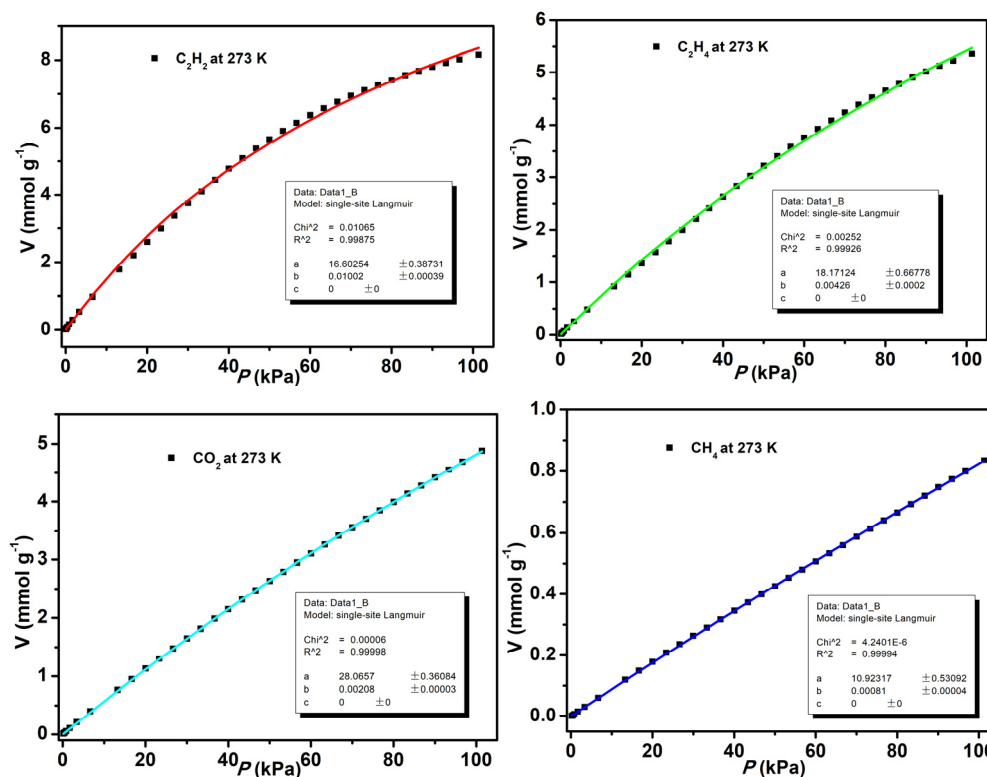 V (mmol g⁻¹)
8
6
4
2
0
C₂H₂ at 273 K
Data: Data1_B
Model: single-site Langmuir
Chi^2 = 0.01065
R^2 = 0.99875
a 16.60254 ±0.38731
b 0.01002 ±0.00039
c 0 ±0
0 20 40 60 80 100
P (kPa)
V (mmol g⁻¹)
6
5
4
3
2
1
0
C₂H₄ at 273 K
Data: Data1_B
Model: single-site Langmuir
Chi^2 = 0.00252
R^2 = 0.99926
a 18.17124 ±0.66778
b 0.00426 ±0.0002
c 0 ±0
0 20 40 60 80 100
P (kPa)
V (mmol g⁻¹)
5
4
3
2
1
0
CO₂ at 273 K
Data: Data1_B
Model: single-site Langmuir
Chi^2 = 0.00006
R^2 = 0.99998
a 28.0657 ±0.36084
b 0.00208 ±0.00003
c 0 ±0
0 20 40 60 80 100
P (kPa)
V (mmol g⁻¹)
1.0
0.8
0.6
0.4
0.2
0.0
CH₄ at 273 K
Data: Data1_B
Model: single-site Langmuir
Chi^2 = 4.2401E-6
R^2 = 0.99994
a 10.92317 ±0.53092
b 0.00081 ±0.00004
c 0 ±0
0 20 40 60 80 100
P (kPa)